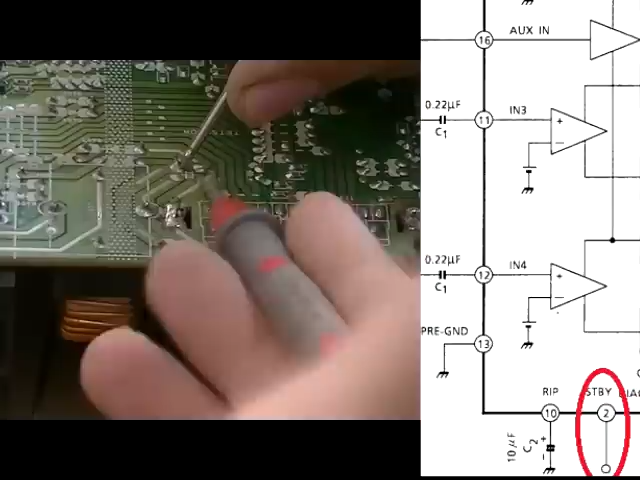 16
AUX IN
0.22μF
11
IN3
C1
+
−
0.22μF
12
IN4
C1
+
−
PRE-GND
13
RIP
STBY
10
2
10μF
C2
+
−